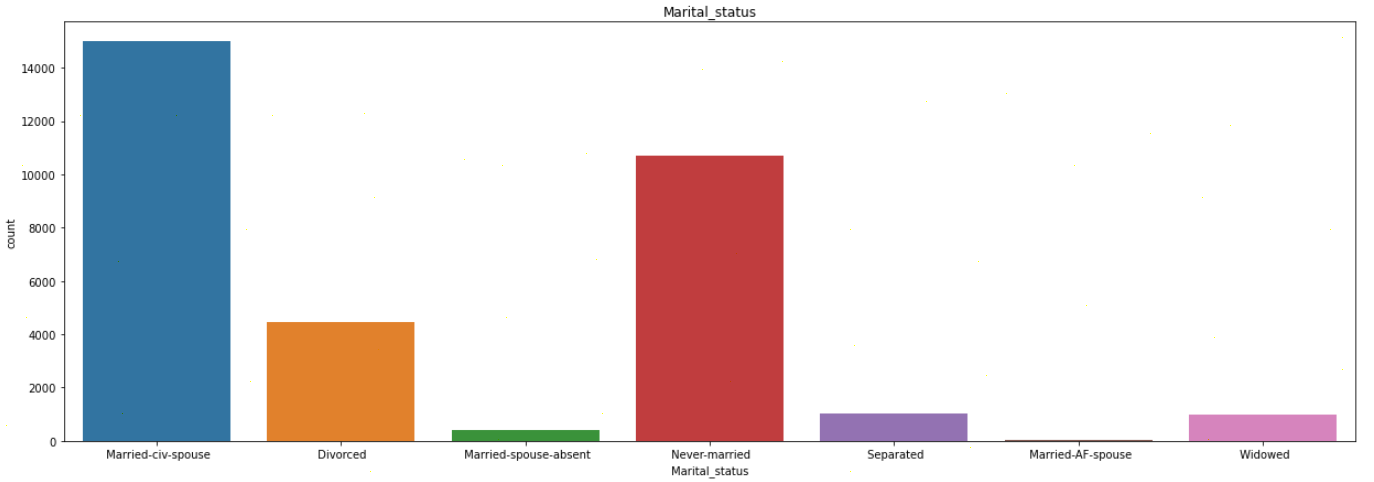 Marital_status
14000
12000
10000
8000
6000
4000
2000
0
count
Married-civ-spouse Divorced Married-spouse-absent Never-married Separated Married-AF-spouse Widowed
Marital_status